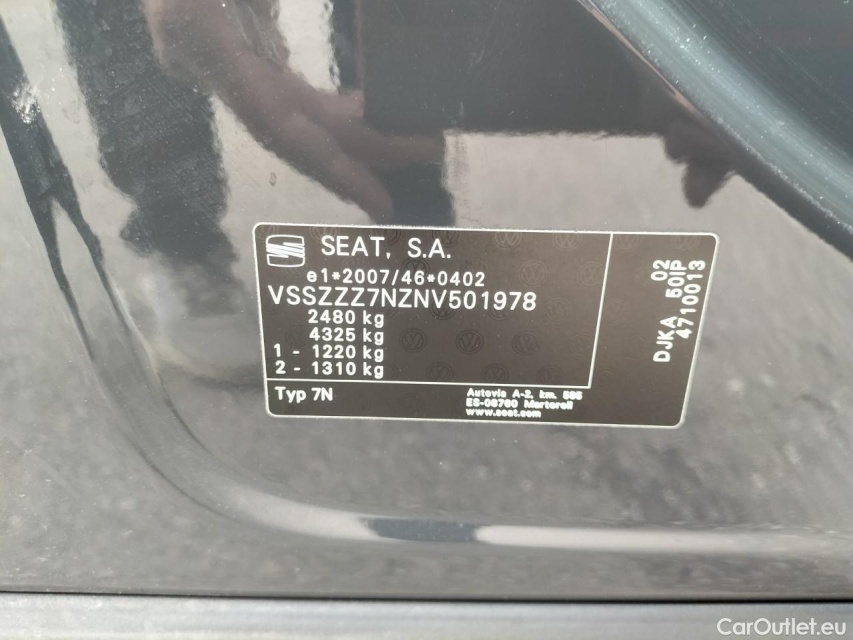 SEAT, S.A.
e1*2007/46*0402
VSSZZZ7NZNV501978
2480 kg
4325 kg
1 - 1220 kg
2 - 1310 kg
Typ 7N
Autovia A-2, km. 585
ES-08760 Martorell
www.seat.com
02
DJKA 50IP
4710013
CarOutlet.eu